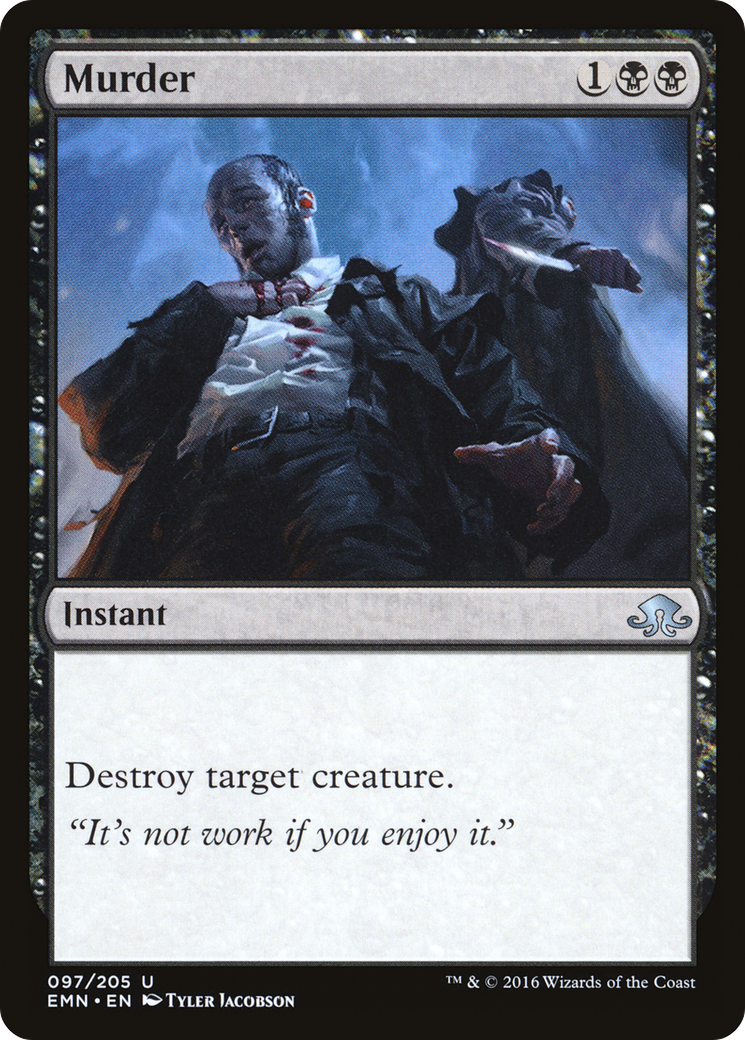 Murder 1
Instant
Destroy target creature.
“It’s not work if you enjoy it.”
097/205 U
EMN • EN Tyler Jacobson
™ & © 2016 Wizards of the Coast